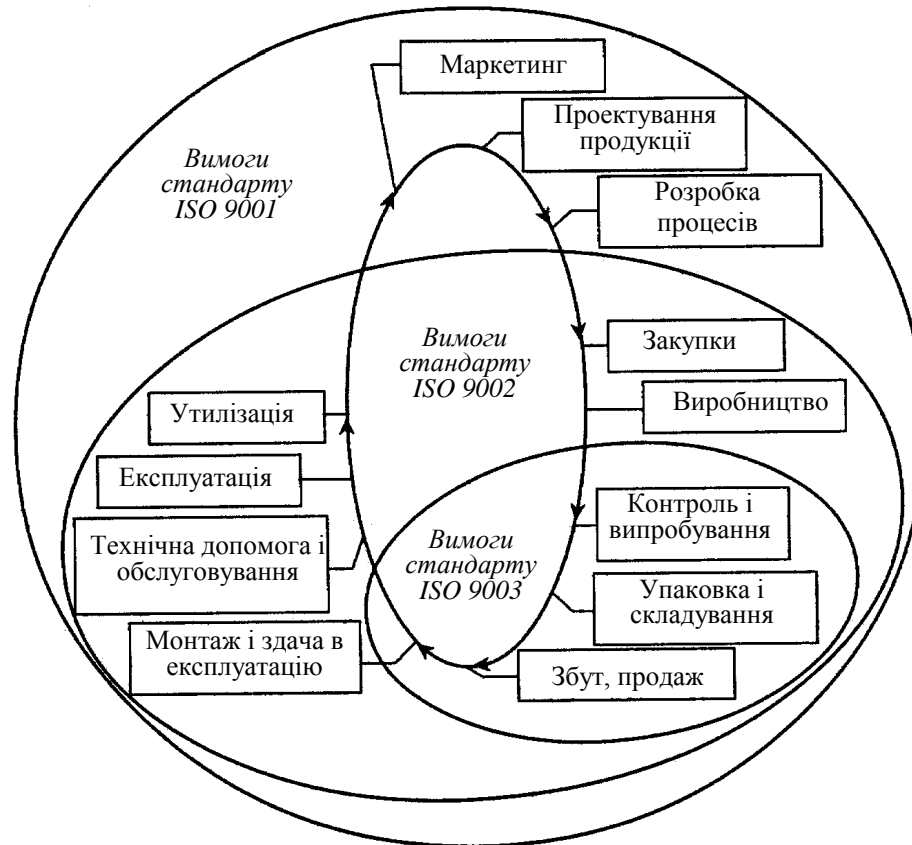 Маркетинг
Проектування
продукції
Вимоги
стандарту
ISO 9001
Розробка
процесів
Вимоги
стандарту
ISO 9002
Закупки
Виробництво
Утилізація
Експлуатація
Контроль і
випробування
Технічна допомога і
обслуговування
Вимоги
стандарту
ISO 9003
Упаковка і
складування
Монтаж і здача в
експлуатацію
Збут, продаж